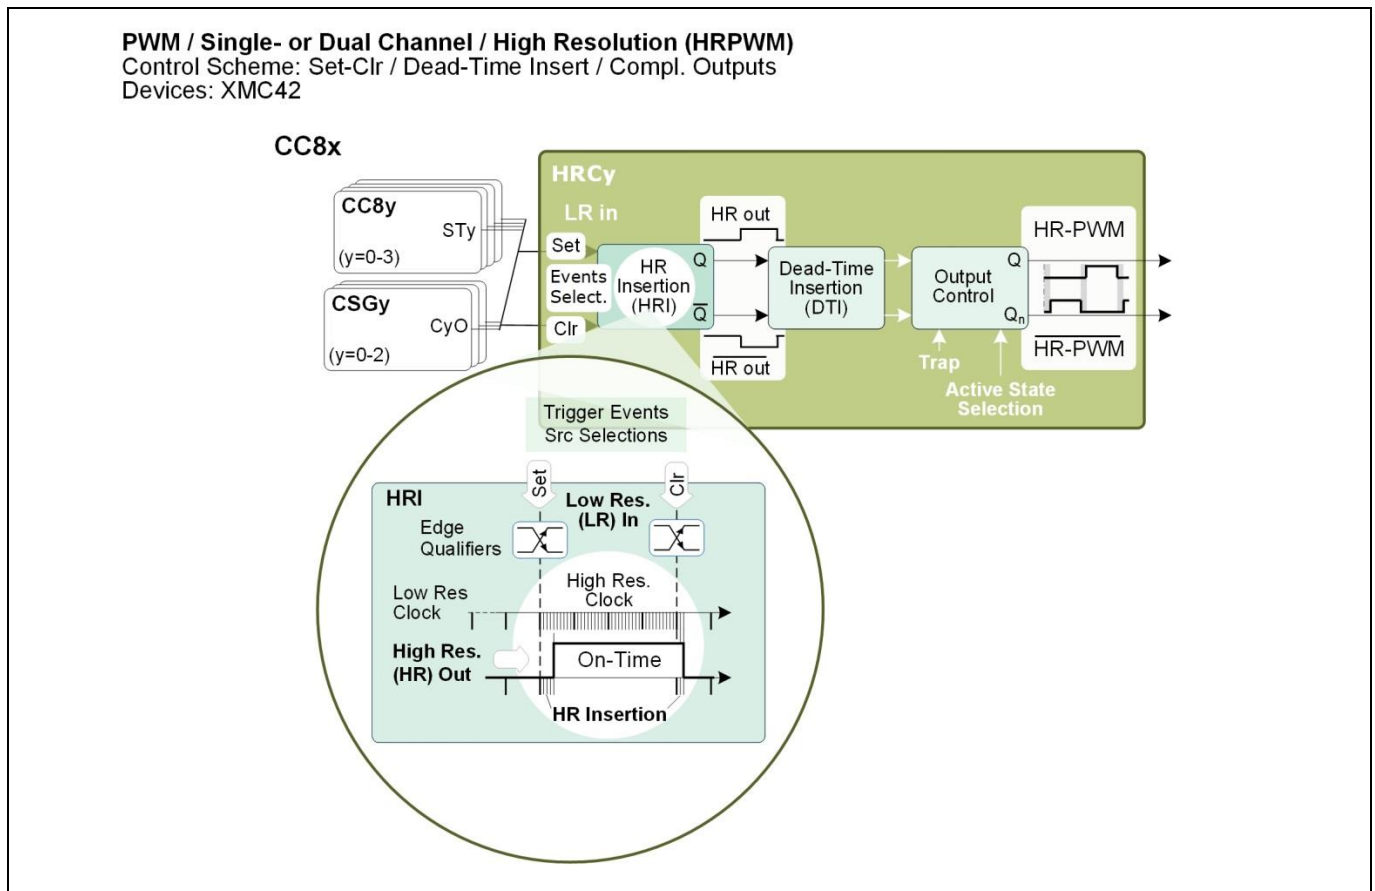 PWM / Single- or Dual Channel / High Resolution (HRPWM)
Control Scheme: Set-Clr / Dead-Time Insert / Compl. Outputs
Devices: XMC42
CC8x
CC8y
STy
(y=0-3)
CSGy
CyO
(y=0-2)
HRCy
LR in
Set
Events
Select.
Clr
HR
Insertion
(HRI)
Q
Q̅
HR out
H̅R̅ ̅o̅u̅t̅
Dead-Time
Insertion
(DTI)
Output
Control
Q
Qn
Trap
Active State
Selection
HR-PWM
H̅R̅-̅P̅W̅M̅
Trigger Events
Src Selections
Set
Clr
HRI
Low Res.
(LR) In
Edge
Qualifiers
High Res.
Clock
Low Res
Clock
High Res.
(HR) Out
On-Time
HR Insertion